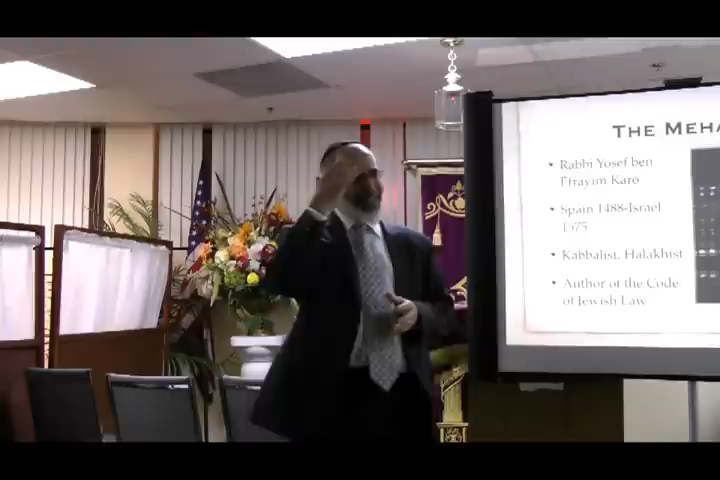 THE MEHA
• Rabbi Yosef ben
Efrayim Karo
• Spain 1488-Israel
1575
• Kabbalist, Halakhist
• Author of the Code
of Jewish Law